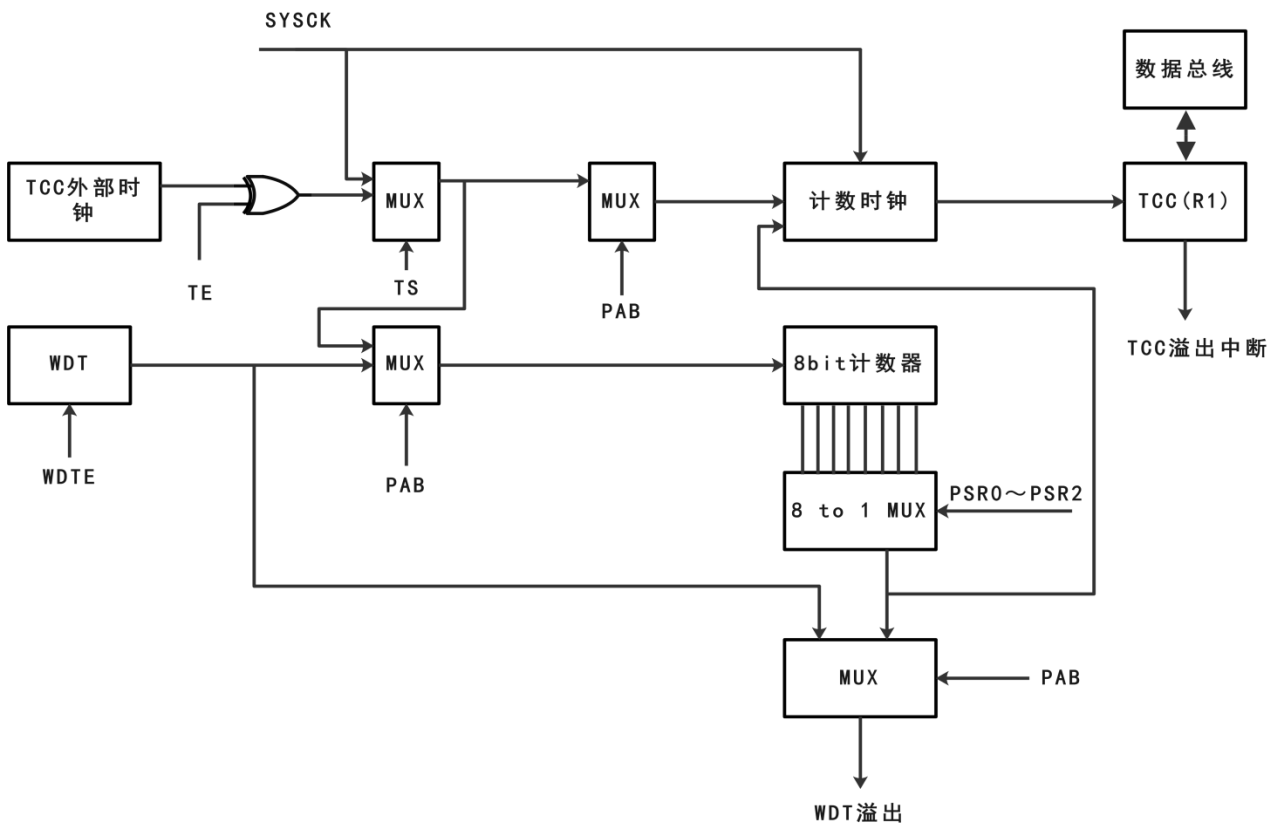 SYSCK
数据总线
TCC外部时
钟
MUX
MUX
计数时钟
TCC(R1)
TE
TS
PAB
WDT
MUX
8bit计数器
TCC溢出中断
WDTE
PAB
8 to 1 MUX
PSR0～PSR2
MUX
PAB
WDT溢出